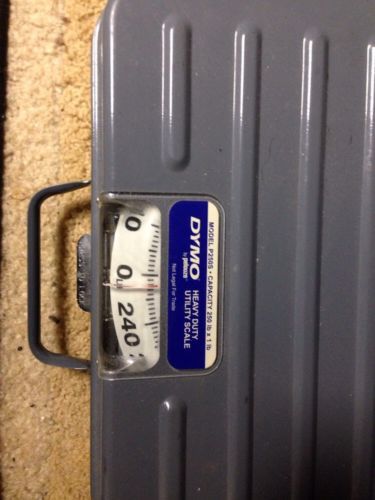 MODEL P250S • CAPACITY 250 lb x 1 lb
DYMO
by pelouze
HEAVY DUTY
UTILITY SCALE
Not Legal For Trade
0
240